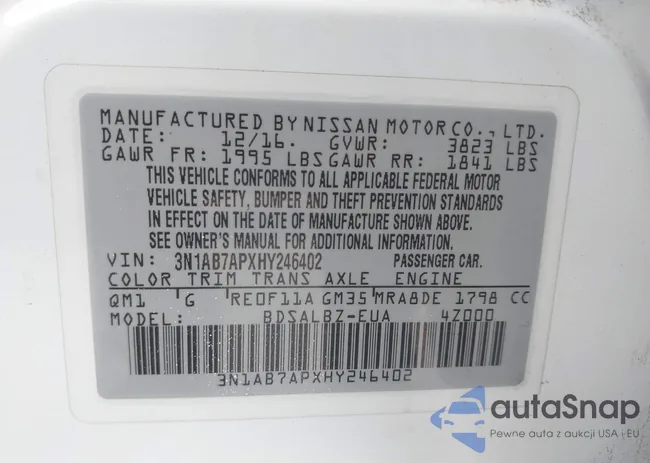 MANUFACTURED BY NISSAN MOTOR CO., LTD.
DATE: 12/16. GVWR: 3823 LBS
GAWR FR: 1995 LBS GAWR RR: 1841 LBS
THIS VEHICLE CONFORMS TO ALL APPLICABLE FEDERAL MOTOR
VEHICLE SAFETY, BUMPER AND THEFT PREVENTION STANDARDS
IN EFFECT ON THE DATE OF MANUFACTURE SHOWN ABOVE.
SEE OWNER'S MANUAL FOR ADDITIONAL INFORMATION.
VIN: 3N1AB7APXHY246402 PASSENGER CAR.
COLOR TRIM TRANS AXLE ENGINE
QM1 G RE0F11A GM35 MRA8DE 1798 CC
MODEL: BDSALBZ-EUA 4Z000
3N1AB7APXHY246402
autoSnap
Pewne auta z aukcji USA i EU